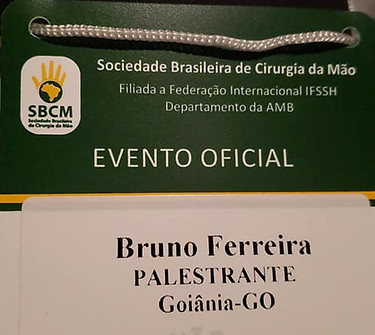 Sociedade Brasileira de Cirurgia da Mão
Filiada a Federação Internacional IFSSH
Departamento da AMB
SBCM
Sociedade Brasileira
de Cirurgia da Mão
EVENTO OFICIAL
Bruno Ferreira
PALESTRANTE
Goiânia-GO